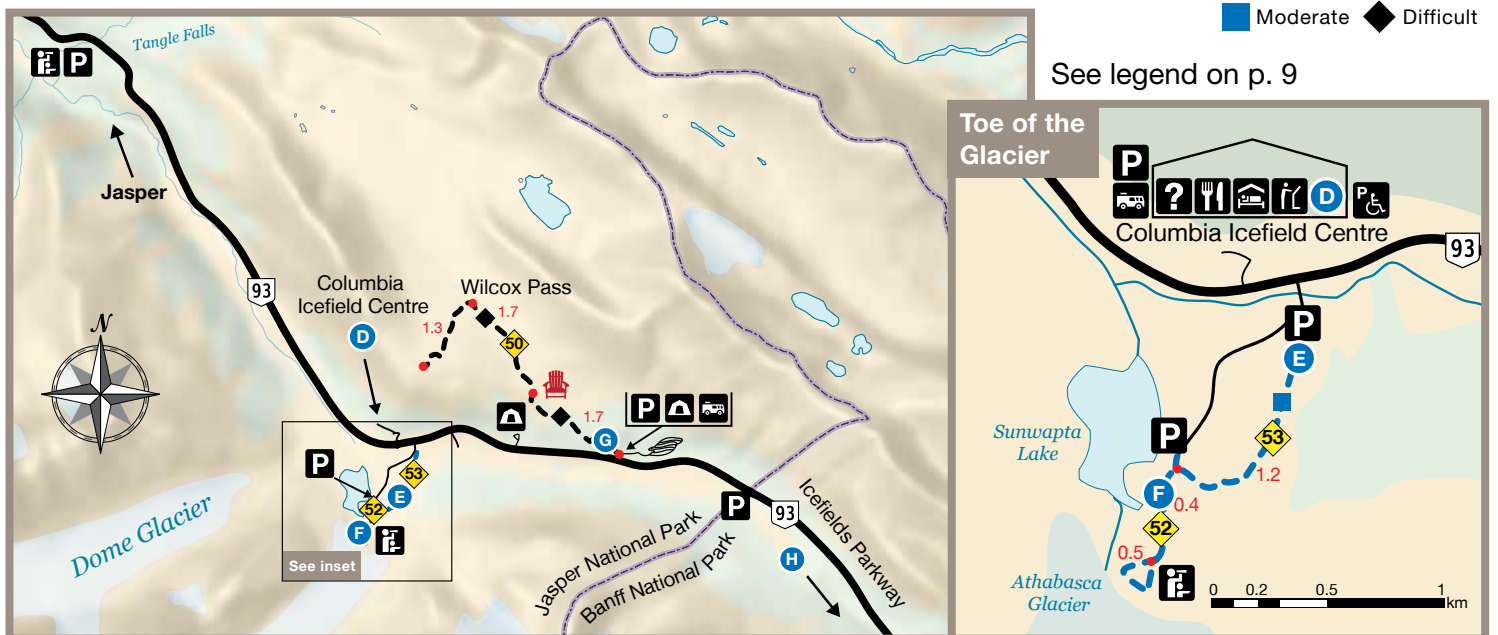 Moderate Difficult
See legend on p. 9
Tangle Falls
P
Jasper
93
N
Columbia
Icefield Centre
D
Wilcox Pass
1.3
1.7
50
1.7
G
P
P
53
E
52
F
See inset
Dome Glacier
P
93
H
Icefields Parkway
Jasper National Park
Banff National Park
Toe of the
Glacier
P
? D P
Columbia Icefield Centre
93
P
E
Sunwapta
Lake
P
53
1.2
F
0.4
52
0.5
Athabasca
Glacier
0 0.2 0.5 1
km